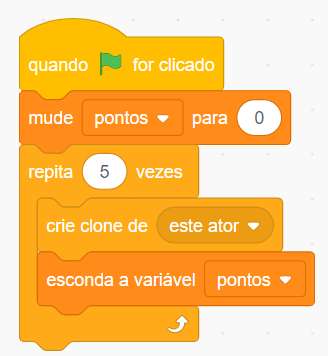 quando for clicado
mude pontos para 0
repita 5 vezes
crie clone de este ator
esconda a variável pontos